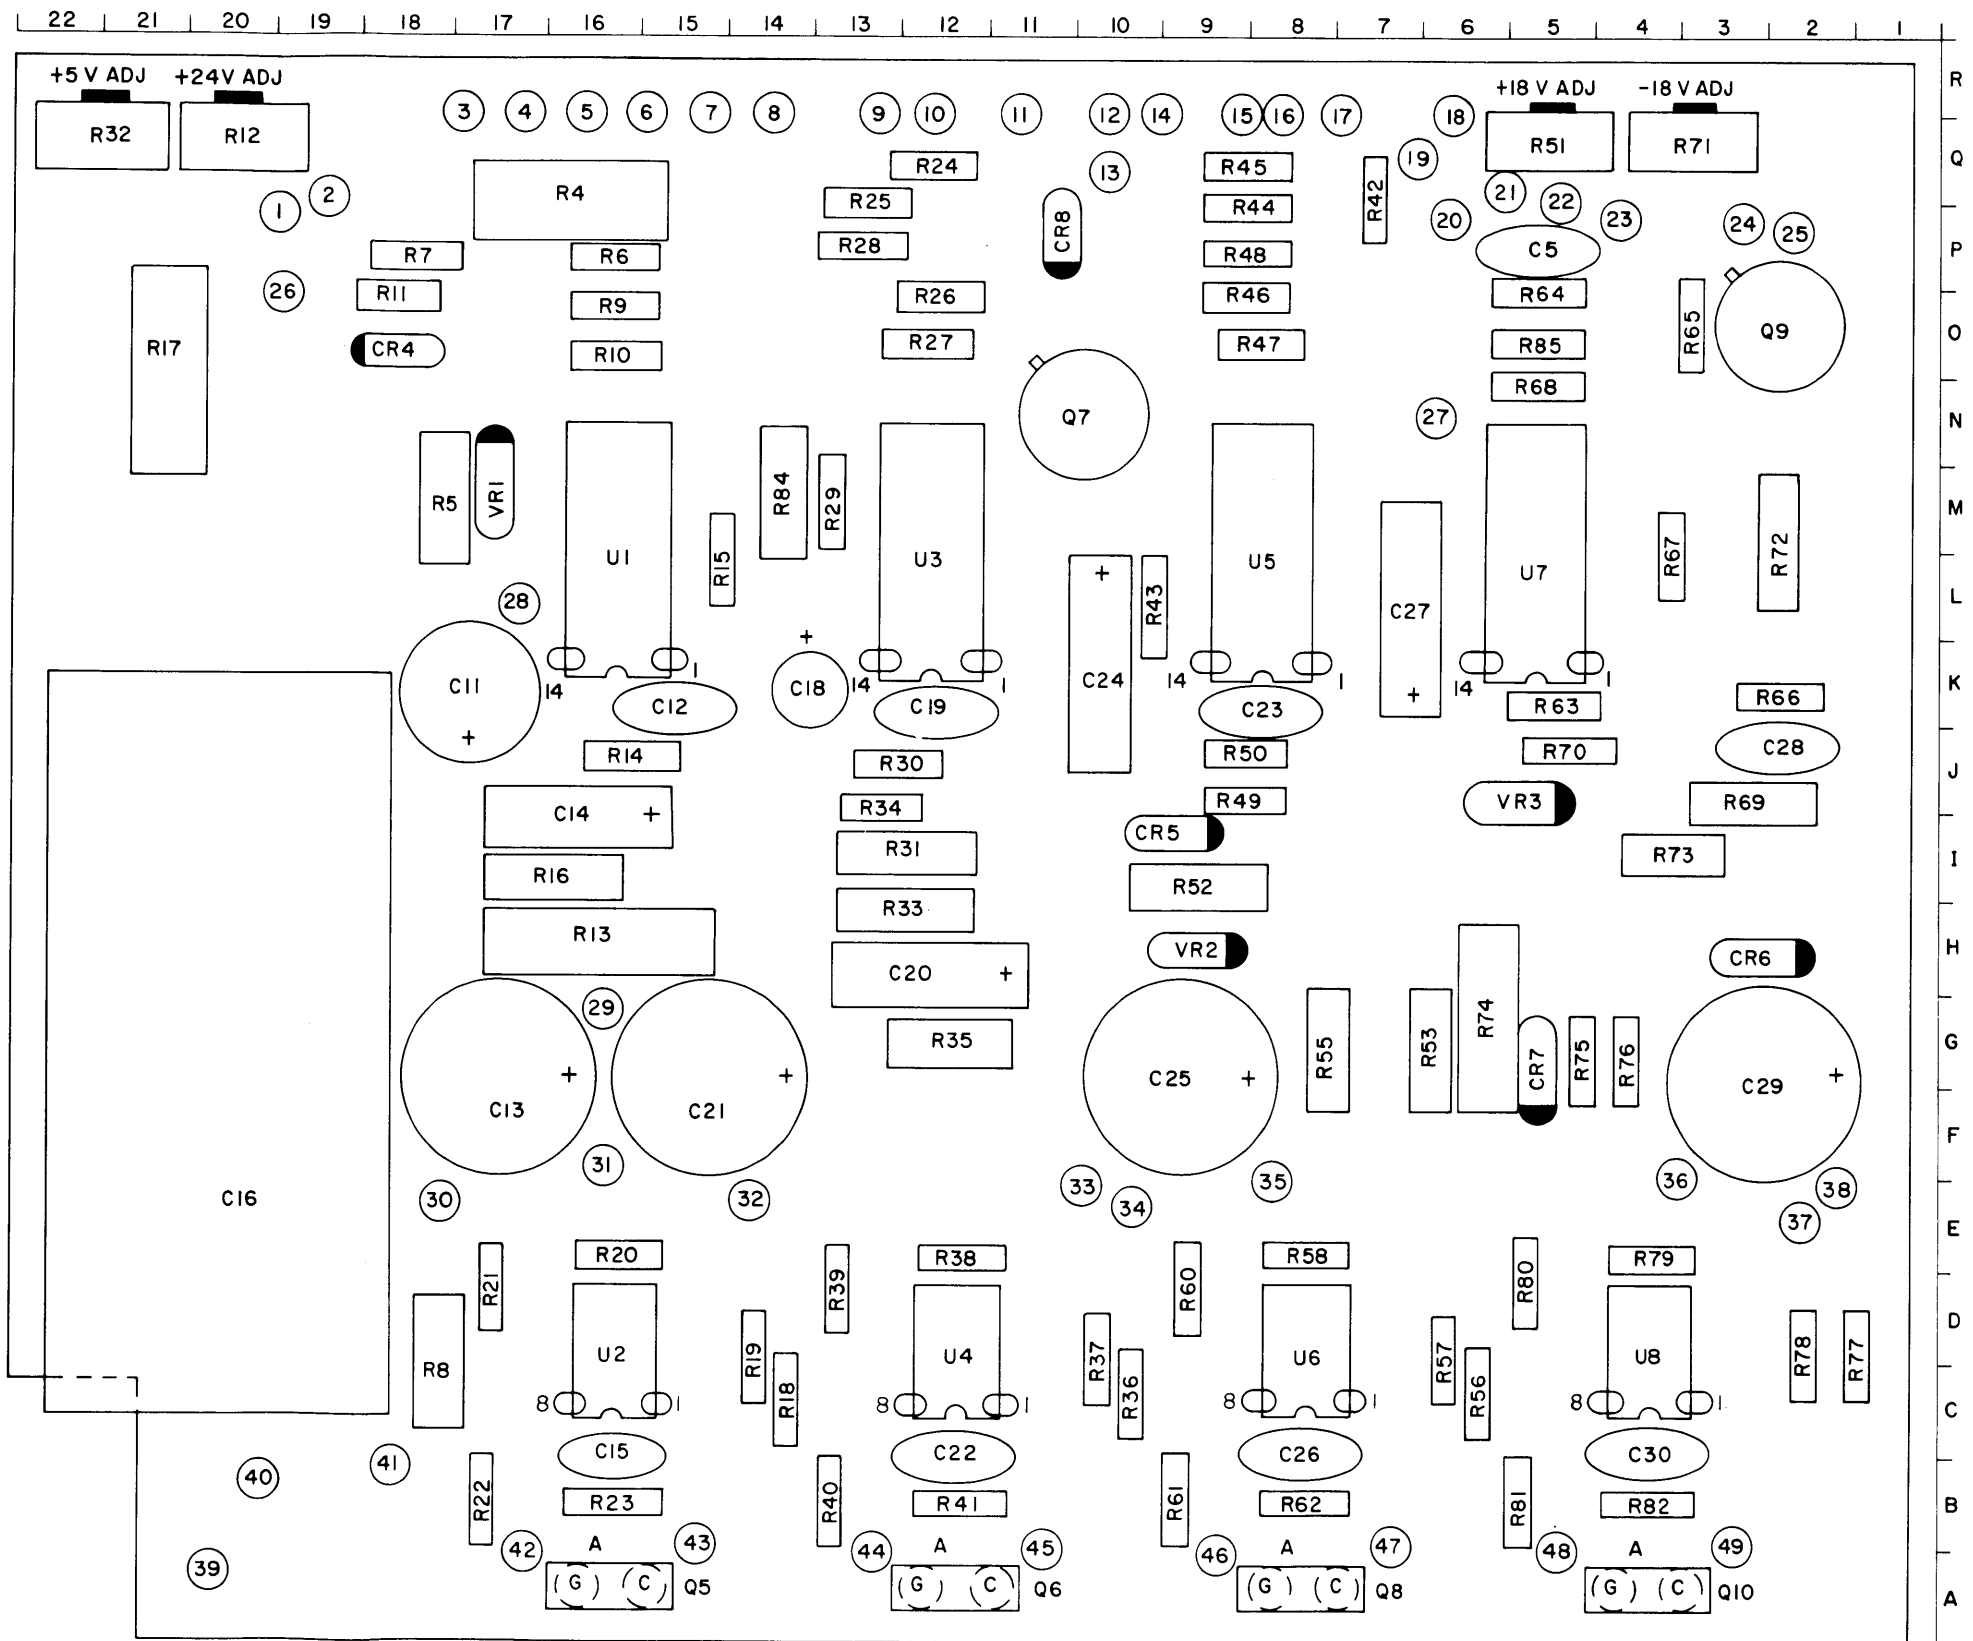 22 21 20 19 18 17 16 15 14 13 12 11 10 9 8 7 6 5 4 3 2 1
R
+5 V ADJ +24V ADJ +18 V ADJ -18 V ADJ
3 4 5 6 7 8 9 10 11 12 14 15 16 17 18
R32 R12 R51 R71
Q
R24 13 R45 19
2 R4 R25 R44 R42 21 22
1 CR8 20 23 24 25
R7 R6 R28 R48 C5 P
26 R11 R9 R26 R46 R64
R17 CR4 R10 R27 R47 R85 R65 Q9 O
R68
Q7 27 N
R5 VR1 R84 R29 M
U1 R15 U3 U5 U7 R67 R72
+
28 R43 C27 L
+
C11 14 1 C18 14 1 C24 14 1 + 14 1 K
C12 C19 C23 R63 R66
+
R14 R30 R50 R70 C28
J
C14 + R34 R49 VR3 R69
CR5
R31 R73 I
R16 R52
R33
R13 VR2 H
C20 + CR6
29
R35 R55 R53 R74 CR7 R75 R76 G
+ + C25 + C29 +
C13 C21
F
31 33 35 36 38
C16 30 32 34 37
E
R20 R38 R58 R79
R21 R39 R60 R80
D
R8 U2 R19 U4 R37 U6 R57 U8 R78 R77
R18 R36 R56
8 1 8 1 8 1 8 1 C
C15 C22 C26 C30
41
40
R22 R23 R40 R41 R61 R62 R81 R82 B
42 A 43 44 A 45 46 A 47 48 A 49
39
G C Q5 G C Q6 G C Q8 G C Q10 A